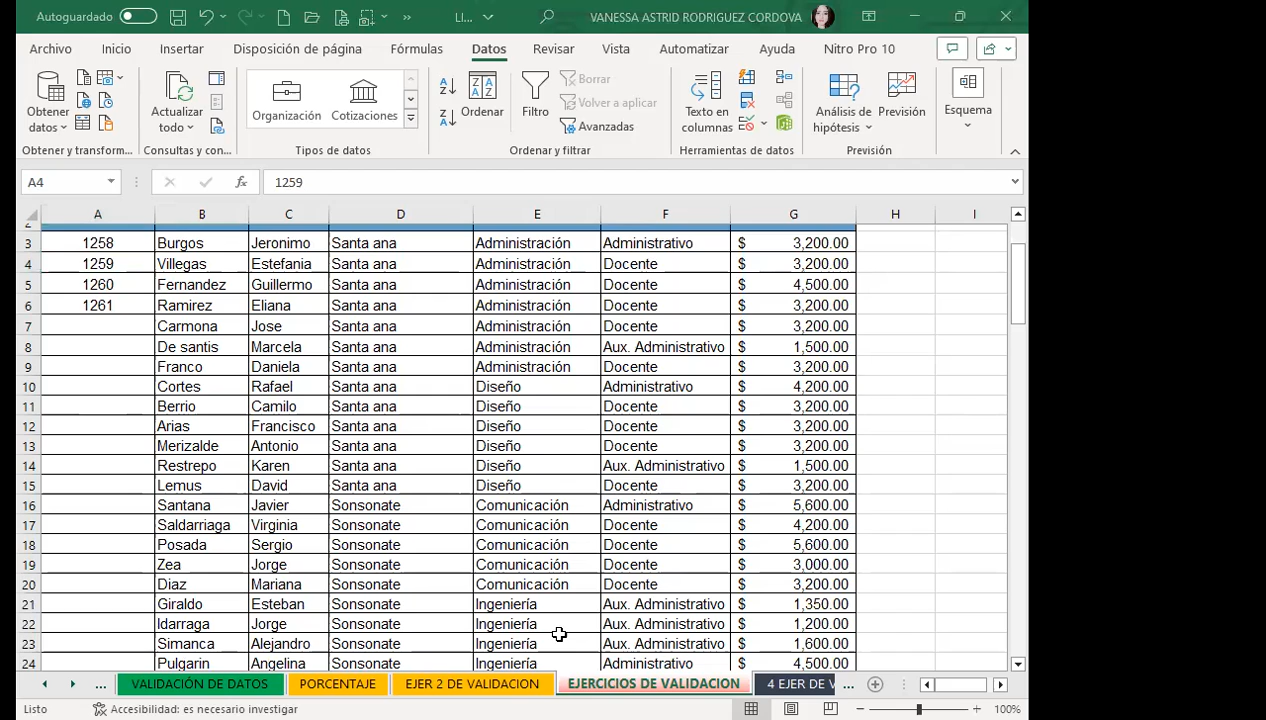 Autoguardado LI... VANESSA ASTRID RODRIGUEZ CORDOVA
Archivo Inicio Insertar Disposición de página Fórmulas Datos Revisar Vista Automatizar Ayuda Nitro Pro 10
Obtener datos
Actualizar todo
Organización Cotizaciones
Ordenar
Filtro
Borrar
Volver a aplicar
Avanzadas
Texto en columnas
Análisis de hipótesis
Previsión
Esquema
Obtener y transform... Consultas y con... Tipos de datos Ordenar y filtrar Herramientas de datos Previsión
A4 fx 1259
A B C D E F G H I
2
3 1258 Burgos Jeronimo Santa ana Administración Administrativo $ 3,200.00
4 1259 Villegas Estefania Santa ana Administración Docente $ 3,200.00
5 1260 Fernandez Guillermo Santa ana Administración Docente $ 4,500.00
6 1261 Ramirez Eliana Santa ana Administración Docente $ 3,200.00
7 Carmona Jose Santa ana Administración Docente $ 3,200.00
8 De santis Marcela Santa ana Administración Aux. Administrativo $ 1,500.00
9 Franco Daniela Santa ana Administración Docente $ 3,200.00
10 Cortes Rafael Santa ana Diseño Administrativo $ 4,200.00
11 Berrio Camilo Santa ana Diseño Docente $ 3,200.00
12 Arias Francisco Santa ana Diseño Docente $ 3,200.00
13 Merizalde Antonio Santa ana Diseño Docente $ 3,200.00
14 Restrepo Karen Santa ana Diseño Aux. Administrativo $ 1,500.00
15 Lemus David Santa ana Diseño Docente $ 3,200.00
16 Santana Javier Sonsonate Comunicación Administrativo $ 5,600.00
17 Saldarriaga Virginia Sonsonate Comunicación Docente $ 4,200.00
18 Posada Sergio Sonsonate Comunicación Docente $ 5,600.00
19 Zea Jorge Sonsonate Comunicación Docente $ 3,000.00
20 Diaz Mariana Sonsonate Comunicación Docente $ 3,200.00
21 Giraldo Esteban Sonsonate Ingeniería Aux. Administrativo $ 1,350.00
22 Idarraga Jorge Sonsonate Ingeniería Aux. Administrativo $ 1,200.00
23 Simanca Alejandro Sonsonate Ingeniería Aux. Administrativo $ 1,600.00
24 Pulgarin Angelina Sonsonate Ingeniería Administrativo $ 4,500.00
... VALIDACIÓN DE DATOS PORCENTAJE EJER 2 DE VALIDACION EJERCICIOS DE VALIDACION 4 EJER DE V ...
Listo Accesibilidad: es necesario investigar 100%